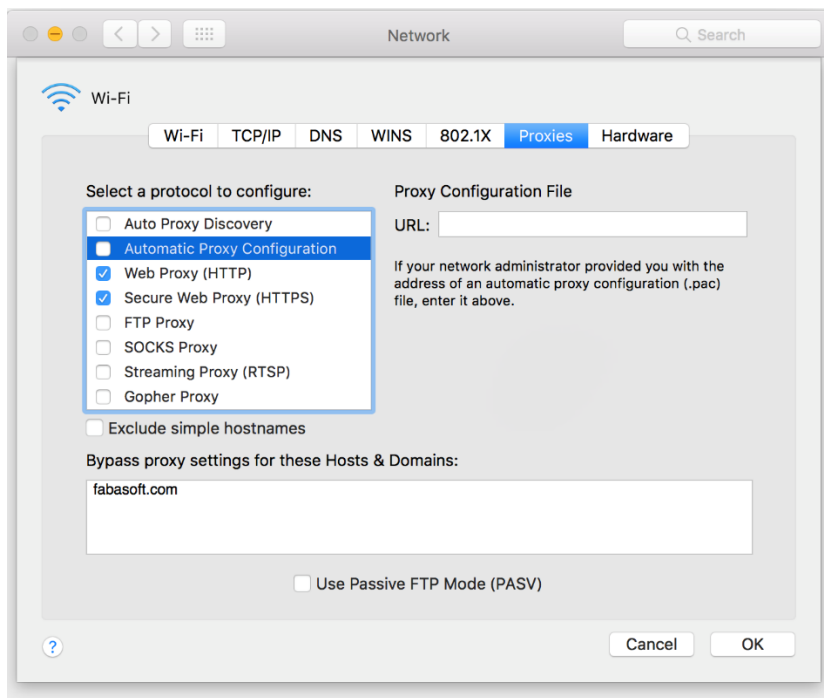 Network
Search
Wi-Fi
Wi-Fi TCP/IP DNS WINS 802.1X Proxies Hardware
Select a protocol to configure:
Auto Proxy Discovery
Automatic Proxy Configuration
Web Proxy (HTTP)
Secure Web Proxy (HTTPS)
FTP Proxy
SOCKS Proxy
Streaming Proxy (RTSP)
Gopher Proxy
Exclude simple hostnames
Proxy Configuration File
URL:
If your network administrator provided you with the
address of an automatic proxy configuration (.pac)
file, enter it above.
Bypass proxy settings for these Hosts & Domains:
fabasoft.com
Use Passive FTP Mode (PASV)
?
Cancel
OK